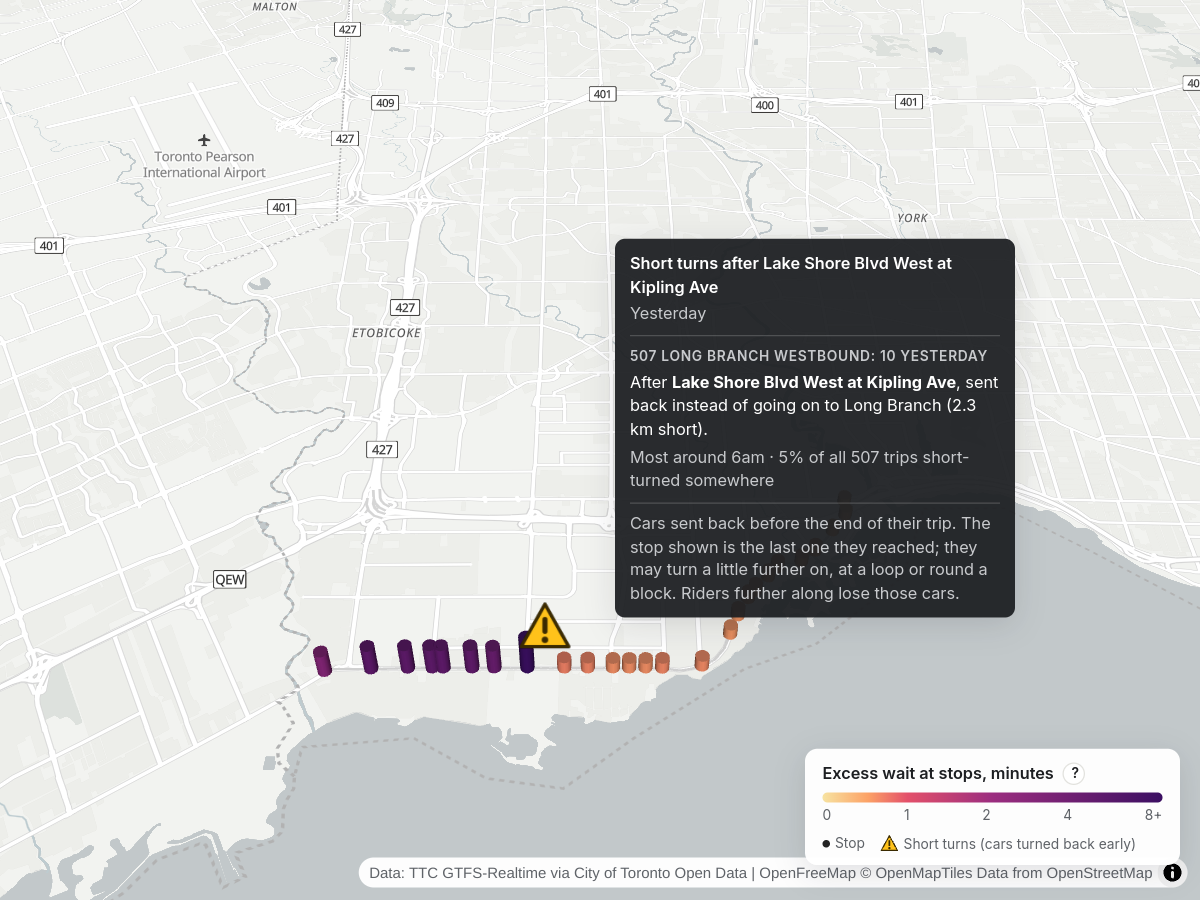 MALTON
427
409
401
400
401
40
427
Toronto Pearson
International Airport
401
YORK
401
427
ETOBICOKE
427
QEW
Short turns after Lake Shore Blvd West at
Kipling Ave
Yesterday
507 LONG BRANCH WESTBOUND: 10 YESTERDAY
After Lake Shore Blvd West at Kipling Ave, sent
back instead of going on to Long Branch (2.3
km short).
Most around 6am · 5% of all 507 trips short-
turned somewhere
Cars sent back before the end of their trip. The
stop shown is the last one they reached; they
may turn a little further on, at a loop or round a
block. Riders further along lose those cars.
Excess wait at stops, minutes ?
0 1 2 4 8+
Stop Short turns (cars turned back early)
Data: TTC GTFS-Realtime via City of Toronto Open Data | OpenFreeMap © OpenMapTiles Data from OpenStreetMap